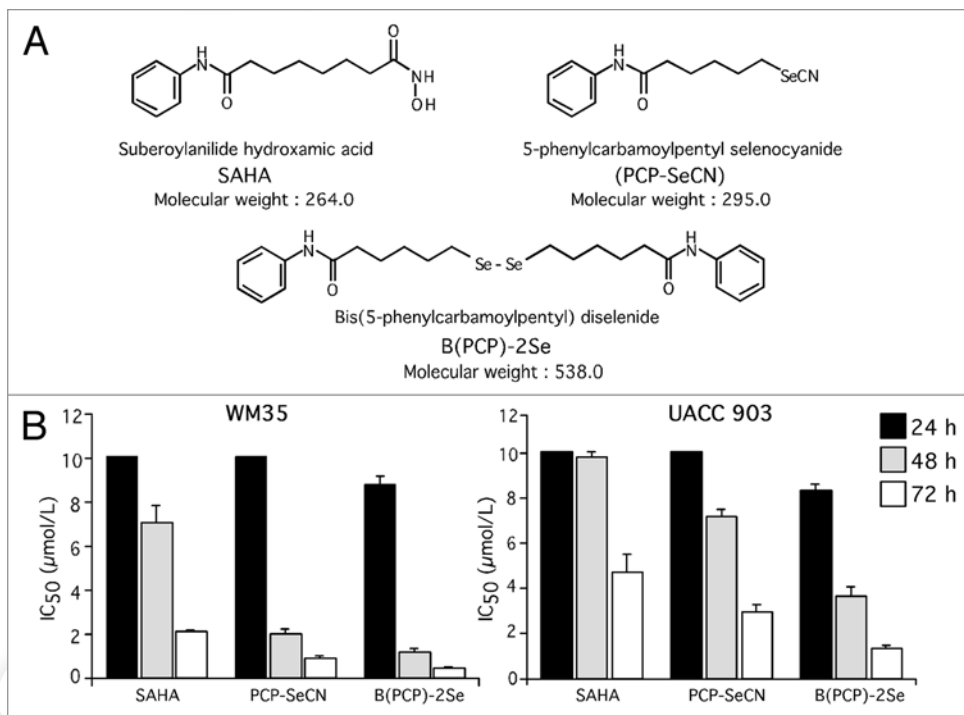 A
H
N
O
O
NH
OH
Suberoylanilide hydroxamic acid
SAHA
Molecular weight : 264.0
H
N
O
SeCN
5-phenylcarbamoylpentyl selenocyanide
(PCP-SeCN)
Molecular weight : 295.0
H
N
O
Se - Se
O
H
N
Bis(5-phenylcarbamoylpentyl) diselenide
B(PCP)-2Se
Molecular weight : 538.0
B
WM35
IC50 (µmol/L)
12
10
8
6
4
2
0
SAHA PCP-SeCN B(PCP)-2Se
UACC 903
IC50 (µmol/L)
12
10
8
6
4
2
0
SAHA PCP-SeCN B(PCP)-2Se
24 h
48 h
72 h